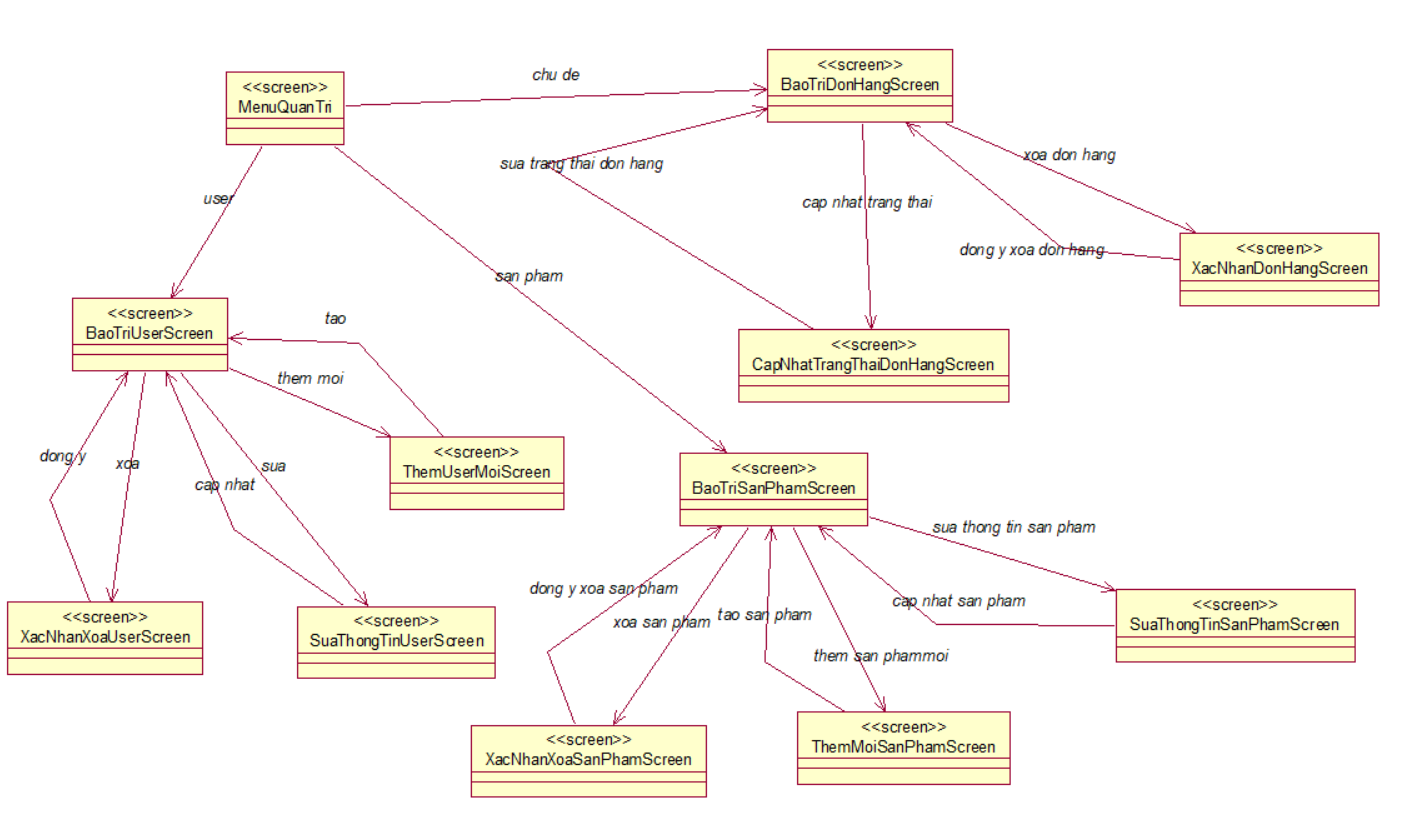 <<screen>>
BaoTriDonHangScreen
chu de
<<screen>>
MenuQuanTri
sua trang thai don hang
xoa don hang
user
cap nhat trang thai
dong y xoa don hang
<<screen>>
XacNhanDonHangScreen
san pham
<<screen>>
BaoTriUserScreen
tao
<<screen>>
CapNhatTrangThaiDonHangScreen
them moi
<<screen>>
ThemUserMoiScreen
dong y
xoa
sua
cap nhat
<<screen>>
BaoTriSanPhamScreen
sua thong tin san pham
dong y xoa san pham
xoa san pham
tao san pham
cap nhat san pham
<<screen>>
SuaThongTinSanPhamScreen
<<screen>>
XacNhanXoaUserScreen
<<screen>>
SuaThongTinUserScreen
them san phammoi
<<screen>>
XacNhanXoaSanPhamScreen
<<screen>>
ThemMoiSanPhamScreen